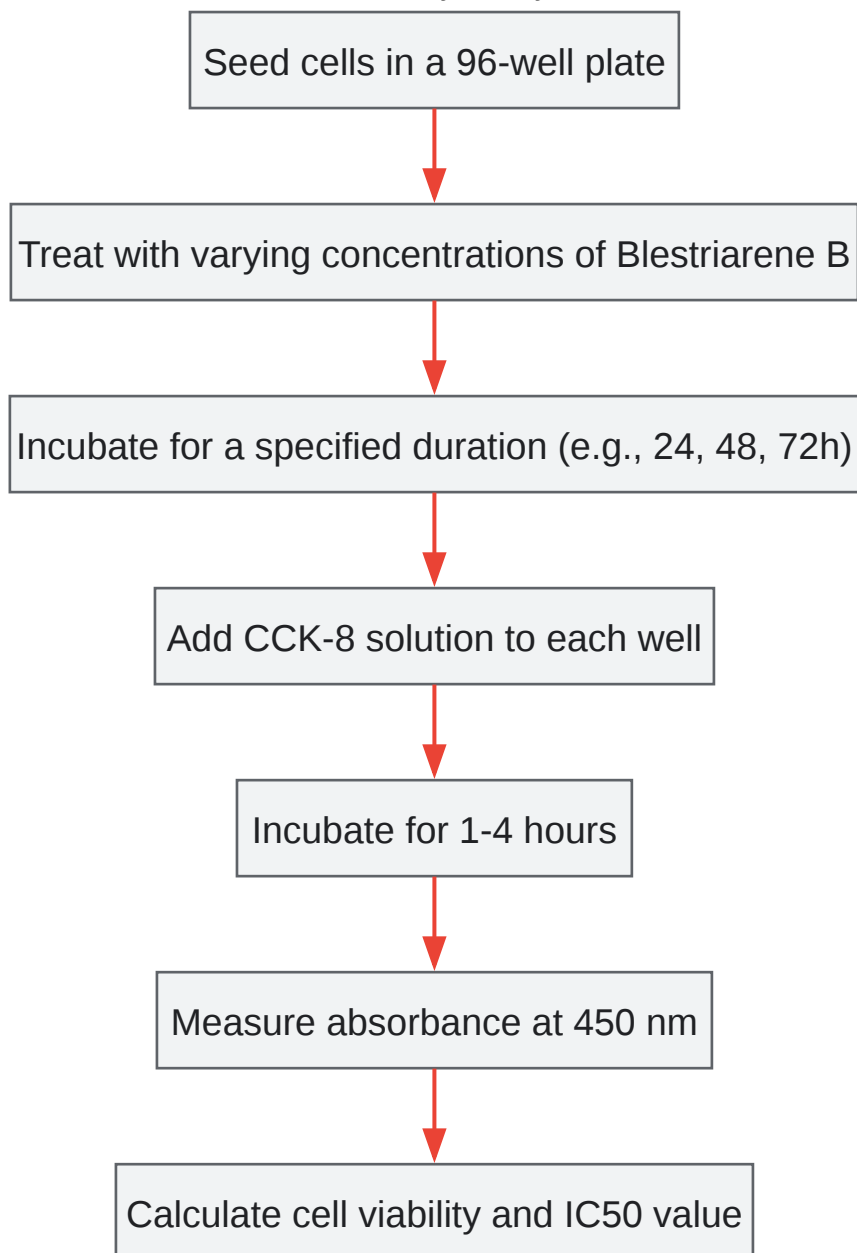 Seed cells in a 96-well plate
Treat with varying concentrations of Blestriarene B
Incubate for a specified duration (e.g., 24, 48, 72h)
Add CCK-8 solution to each well
Incubate for 1-4 hours
Measure absorbance at 450 nm
Calculate cell viability and IC50 value